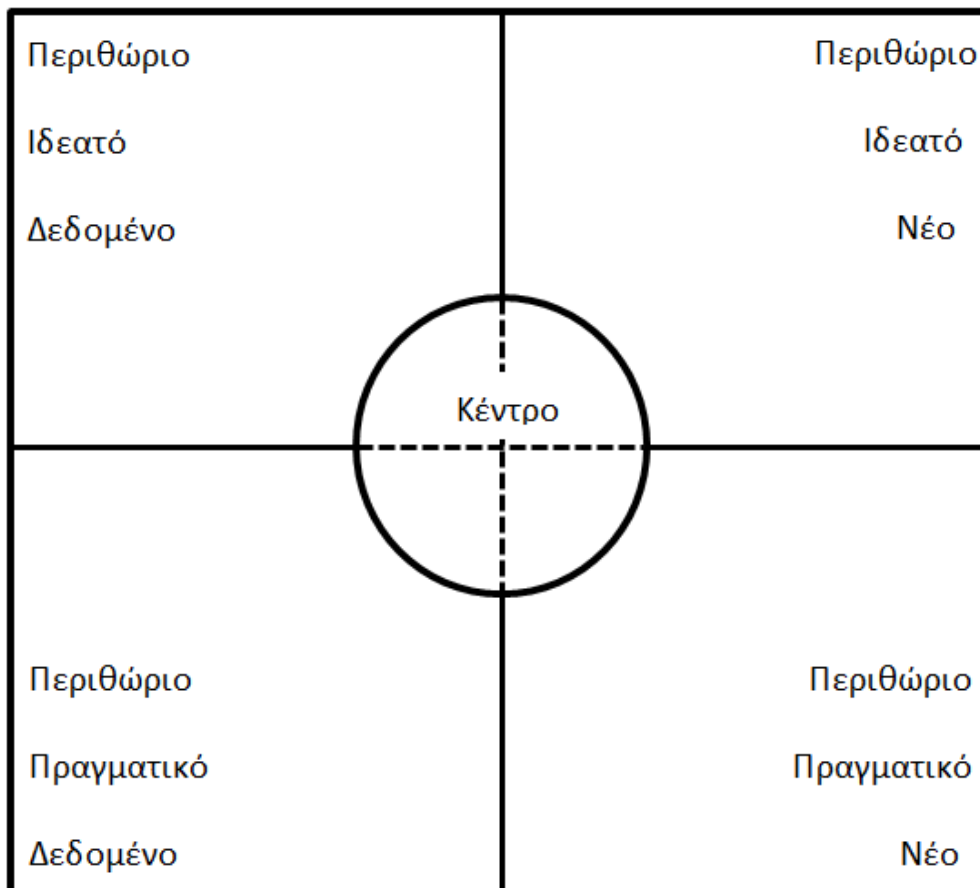 Περιθώριο
Ιδεατό
Δεδομένο
Περιθώριο
Ιδεατό
Νέο
Κέντρο
Περιθώριο
Πραγματικό
Δεδομένο
Περιθώριο
Πραγματικό
Νέο